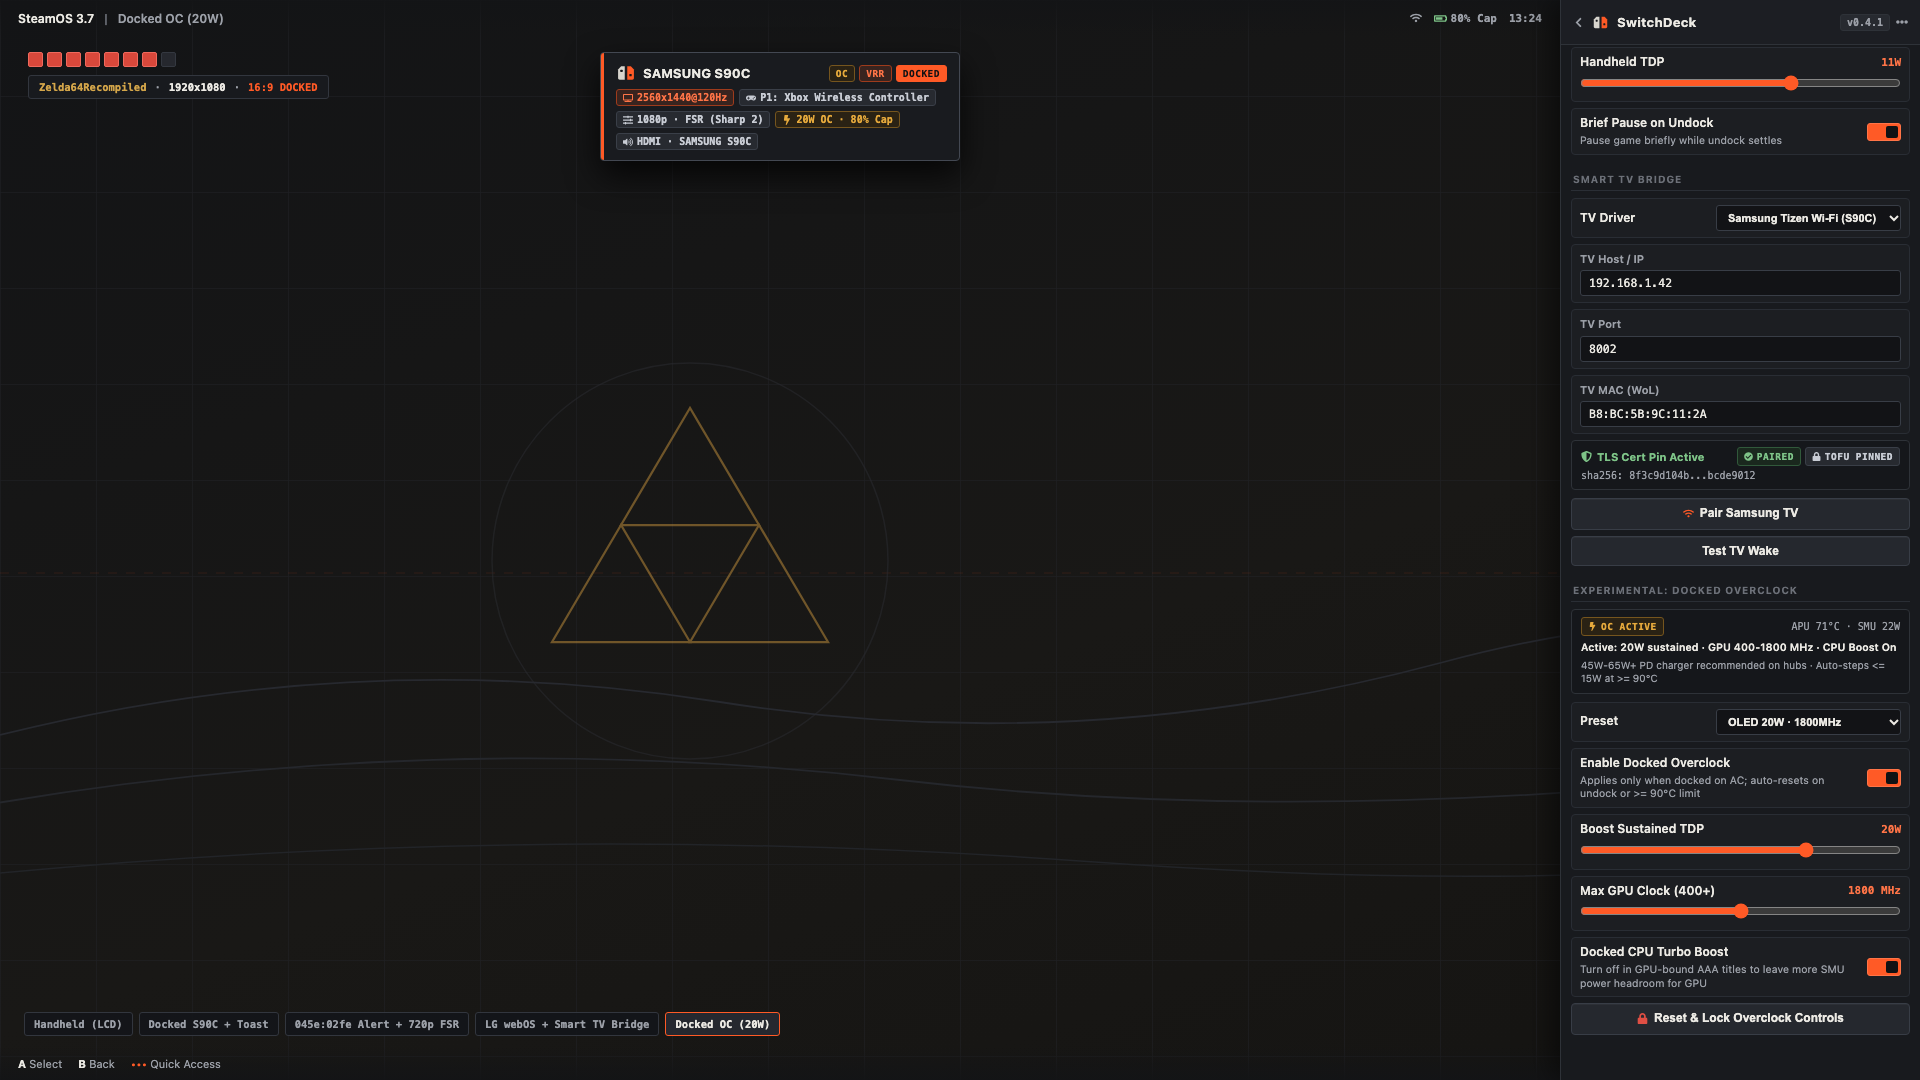 SteamOS 3.7 | Docked OC (20W)
80% Cap 13:24
Zelda64Recompiled · 1920x1080 · 16:9 DOCKED
SAMSUNG S90C OC VRR DOCKED
2560x1440@120Hz P1: Xbox Wireless Controller
1080p · FSR (Sharp 2) 20W OC · 80% Cap
HDMI · SAMSUNG S90C
Handheld (LCD) Docked S90C + Toast 045e:02fe Alert + 720p FSR LG webOS + Smart TV Bridge Docked OC (20W)
A Select B Back Quick Access
SwitchDeck v0.4.1
Handheld TDP 11W
Brief Pause on Undock
Pause game briefly while undock settles
SMART TV BRIDGE
TV Driver Samsung Tizen Wi-Fi (S90C)
TV Host / IP
192.168.1.42
TV Port
8002
TV MAC (WoL)
B8:BC:5B:9C:11:2A
TLS Cert Pin Active PAIRED TOFU PINNED
sha256: 8f3c9d104b...bcde9012
Pair Samsung TV
Test TV Wake
EXPERIMENTAL: DOCKED OVERCLOCK
OC ACTIVE APU 71°C · SMU 22W
Active: 20W sustained · GPU 400-1800 MHz · CPU Boost On
45W-65W+ PD charger recommended on hubs · Auto-steps <=
15W at >= 90°C
Preset OLED 20W · 1800MHz
Enable Docked Overclock
Applies only when docked on AC; auto-resets on
undock or >= 90°C limit
Boost Sustained TDP 20W
Max GPU Clock (400+) 1800 MHz
Docked CPU Turbo Boost
Turn off in GPU-bound AAA titles to leave more SMU
power headroom for GPU
Reset & Lock Overclock Controls